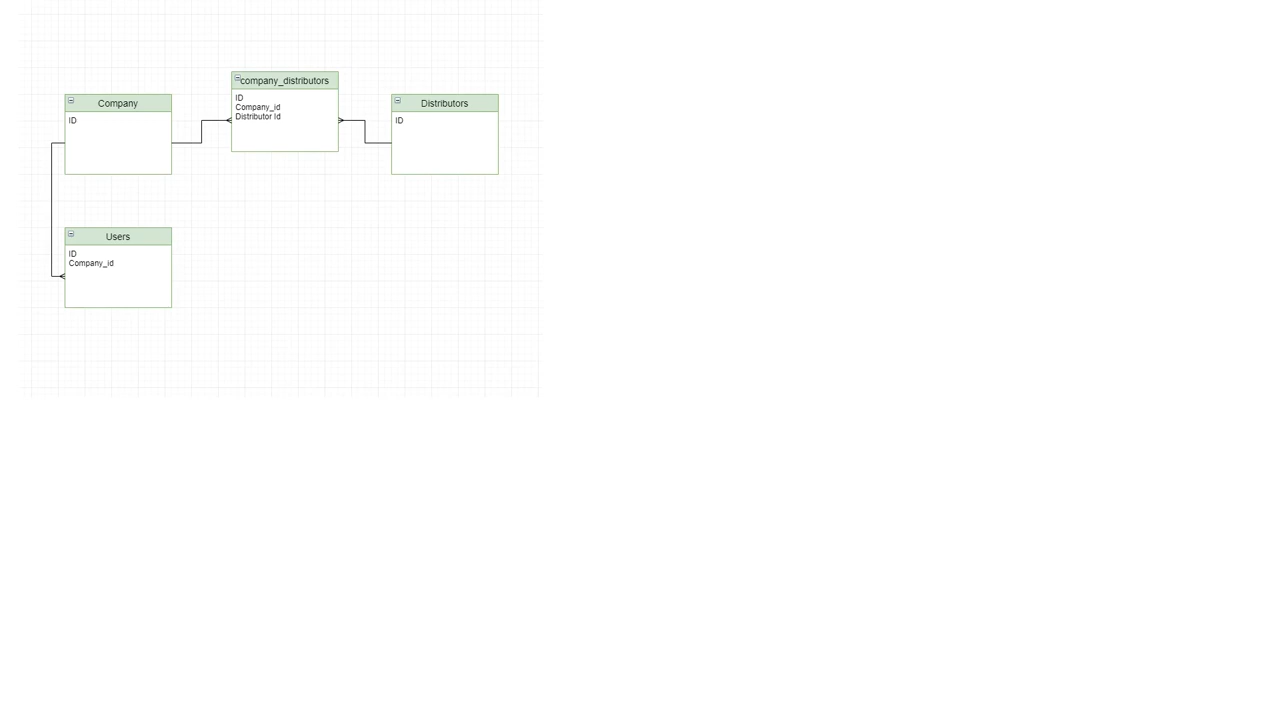 company_distributors
ID
Company_id
Distributor Id
Company
ID
Distributors
ID
Users
ID
Company_id